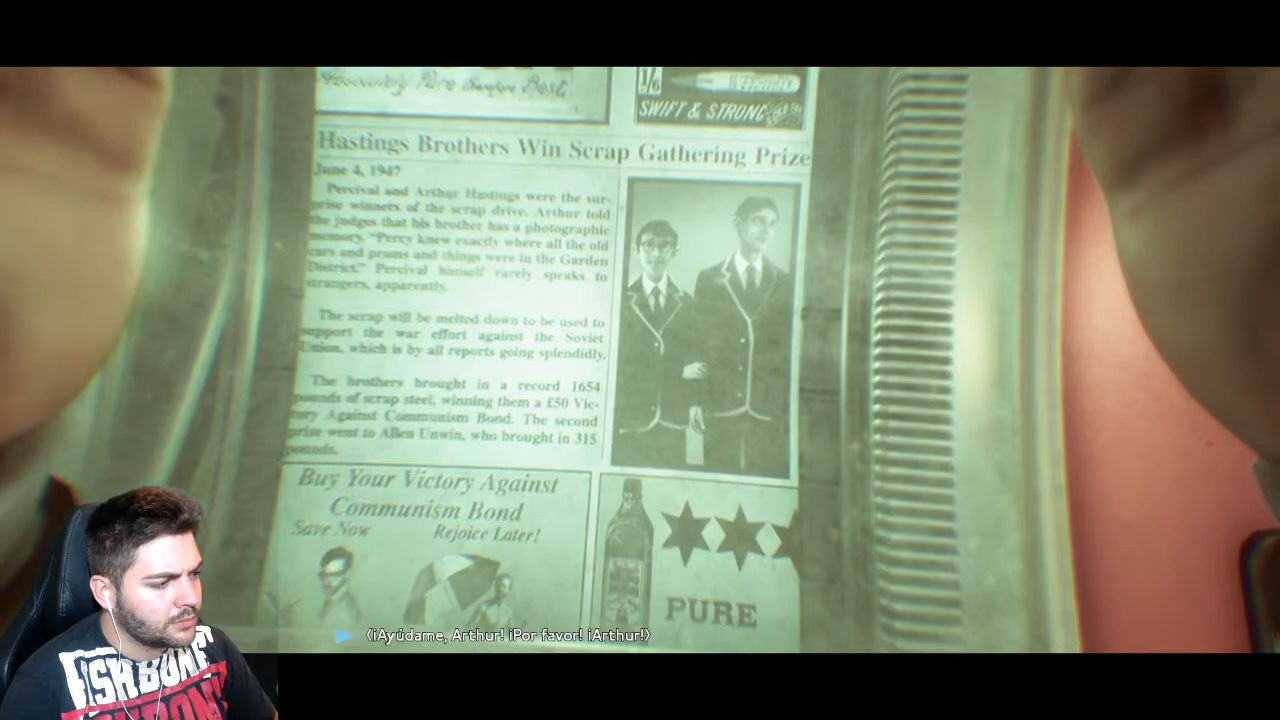 Absolutely Pure therefore Best.
1/6
SWIFT & STRONG
Hastings Brothers Win Scrap Gathering Prize
June 4, 1947
Percival and Arthur Hastings were the sur-
prise winners of the scrap drive. Arthur told
the judges that his brother has a photographic
memory. "Percy knew exactly where all the old
cars and prams and things were in the Garden
District." Percival himself rarely speaks to
strangers, apparently.
The scrap will be melted down to be used to
support the war effort against the Soviet
Union, which is by all reports going splendidly.
The brothers brought in a record 1654
pounds of scrap steel, winning them a £50 Vic-
tory Against Communism Bond. The second
prize went to Allen Unwin, who brought in 315
pounds.
Buy Your Victory Against
Communism Bond
Save Now Rejoice Later!
PURE
(¡Ayúdame, Arthur! ¡Por favor! ¡Arthur!)